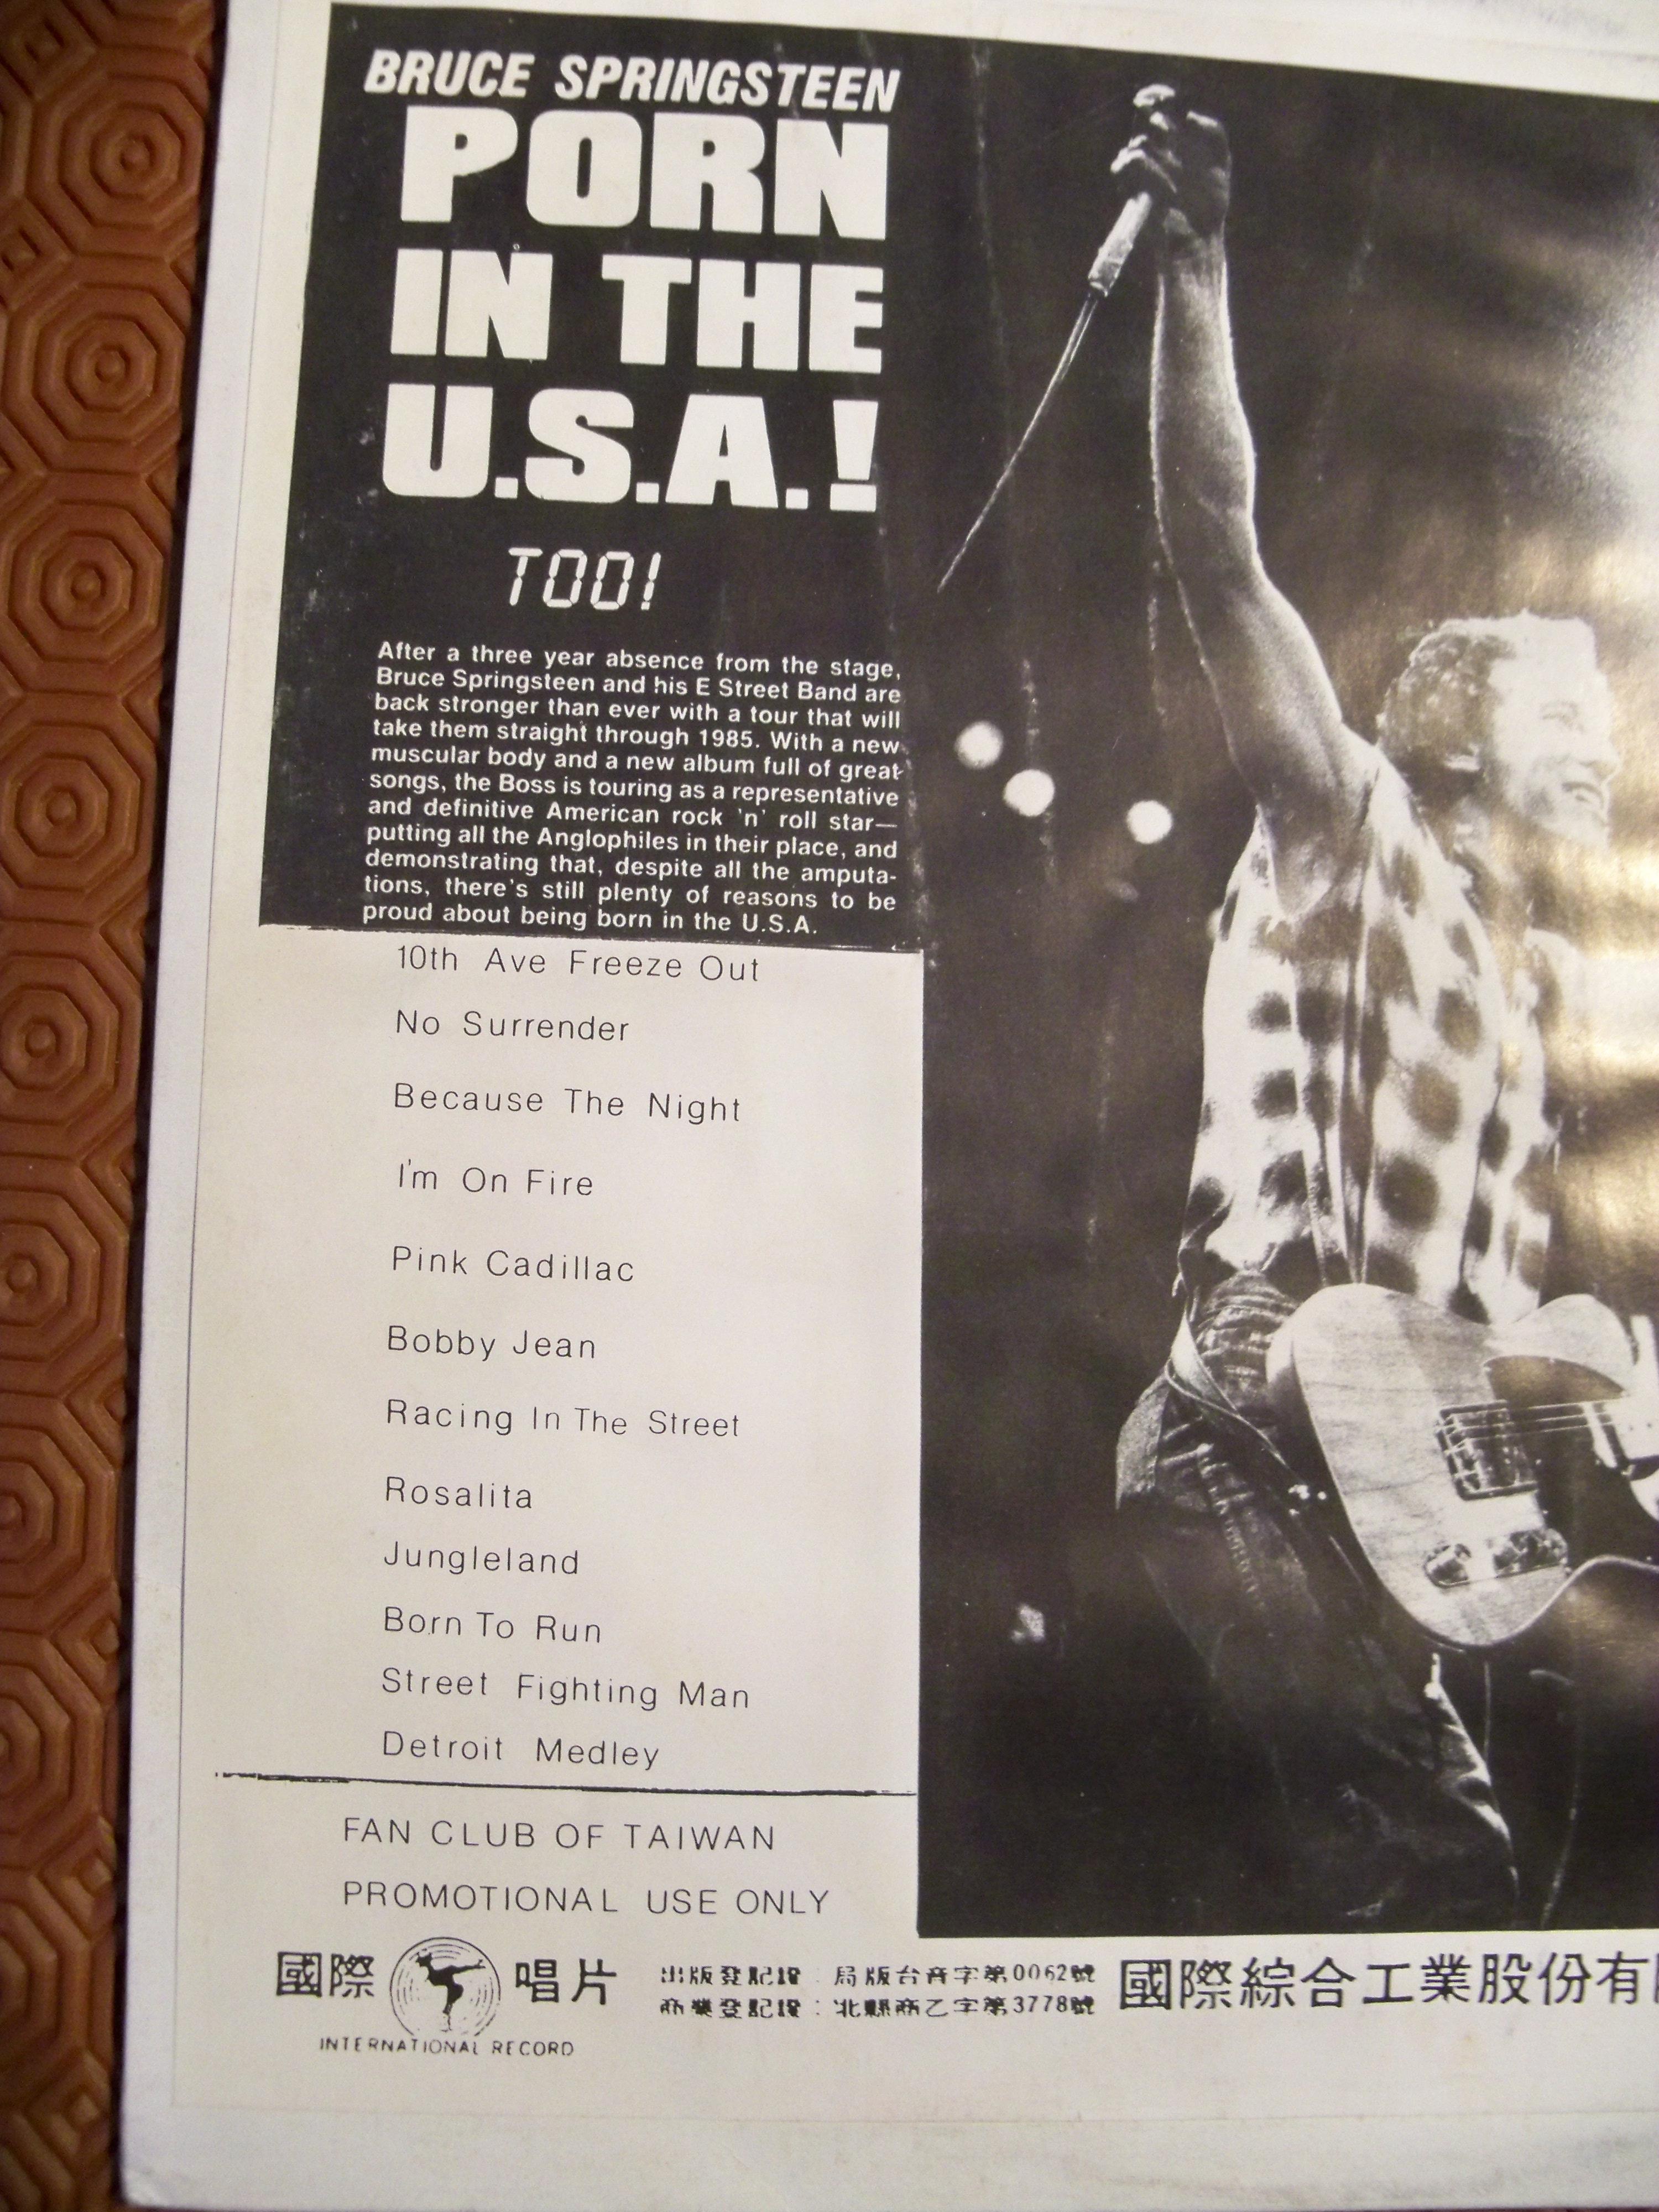 BRUCE SPRINGSTEEN
PORN
IN THE
U.S.A.!
TOO!
After a three year absence from the stage,
Bruce Springsteen and his E Street Band are
back stronger than ever with a tour that will
take them straight through 1985. With a new
muscular body and a new album full of great
songs, the Boss is touring as a representative
and definitive American rock 'n' roll star—
putting all the Anglophiles in their place, and
demonstrating that, despite all the amputa-
tions, there's still plenty of reasons to be
proud about being born in the U.S.A.
10th Ave Freeze Out
No Surrender
Because The Night
I'm On Fire
Pink Cadillac
Bobby Jean
Racing In The Street
Rosalita
Jungleland
Born To Run
Street Fighting Man
Detroit Medley
FAN CLUB OF TAIWAN
PROMOTIONAL USE ONLY
國際 唱片
INTERNATIONAL RECORD
出版登記證：局版台音字第0062號
商業登記證：北縣商乙字第3778號
國際綜合工業股份有